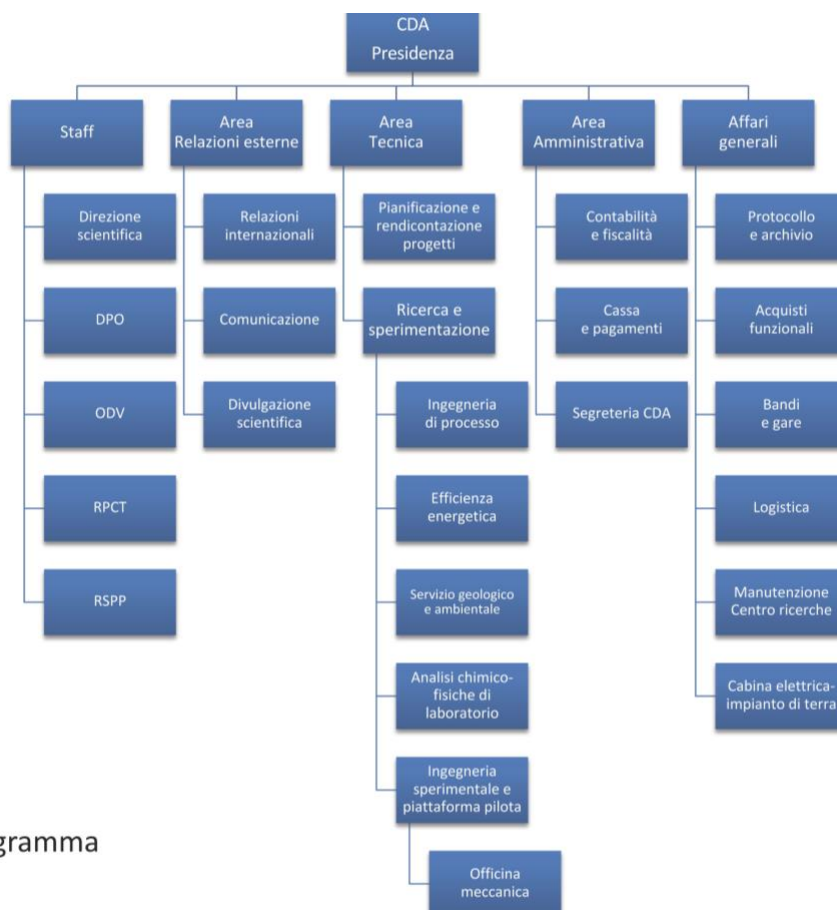 CDA
Presidenza
Staff
Area
Relazioni esterne
Area
Tecnica
Area
Amministrativa
Affari
generali
Direzione
scientifica
Relazioni
internazionali
Pianificazione e
rendicontazione
progetti
Contabilità
e fiscalità
Protocollo
e archivio
DPO
Comunicazione
Ricerca e
sperimentazione
Cassa
e pagamenti
Acquisti
funzionali
ODV
Divulgazione
scientifica
Ingegneria
di processo
Segreteria CDA
Bandi
e gare
RPCT
Efficienza
energetica
Logistica
RSPP
Servizio geologico
e ambientale
Manutenzione
Centro ricerche
Analisi chimico-
fisiche di
laboratorio
Cabina elettrica-
impianto di terra
Ingegneria
sperimentale e
piattaforma pilota
gramma
Officina
meccanica